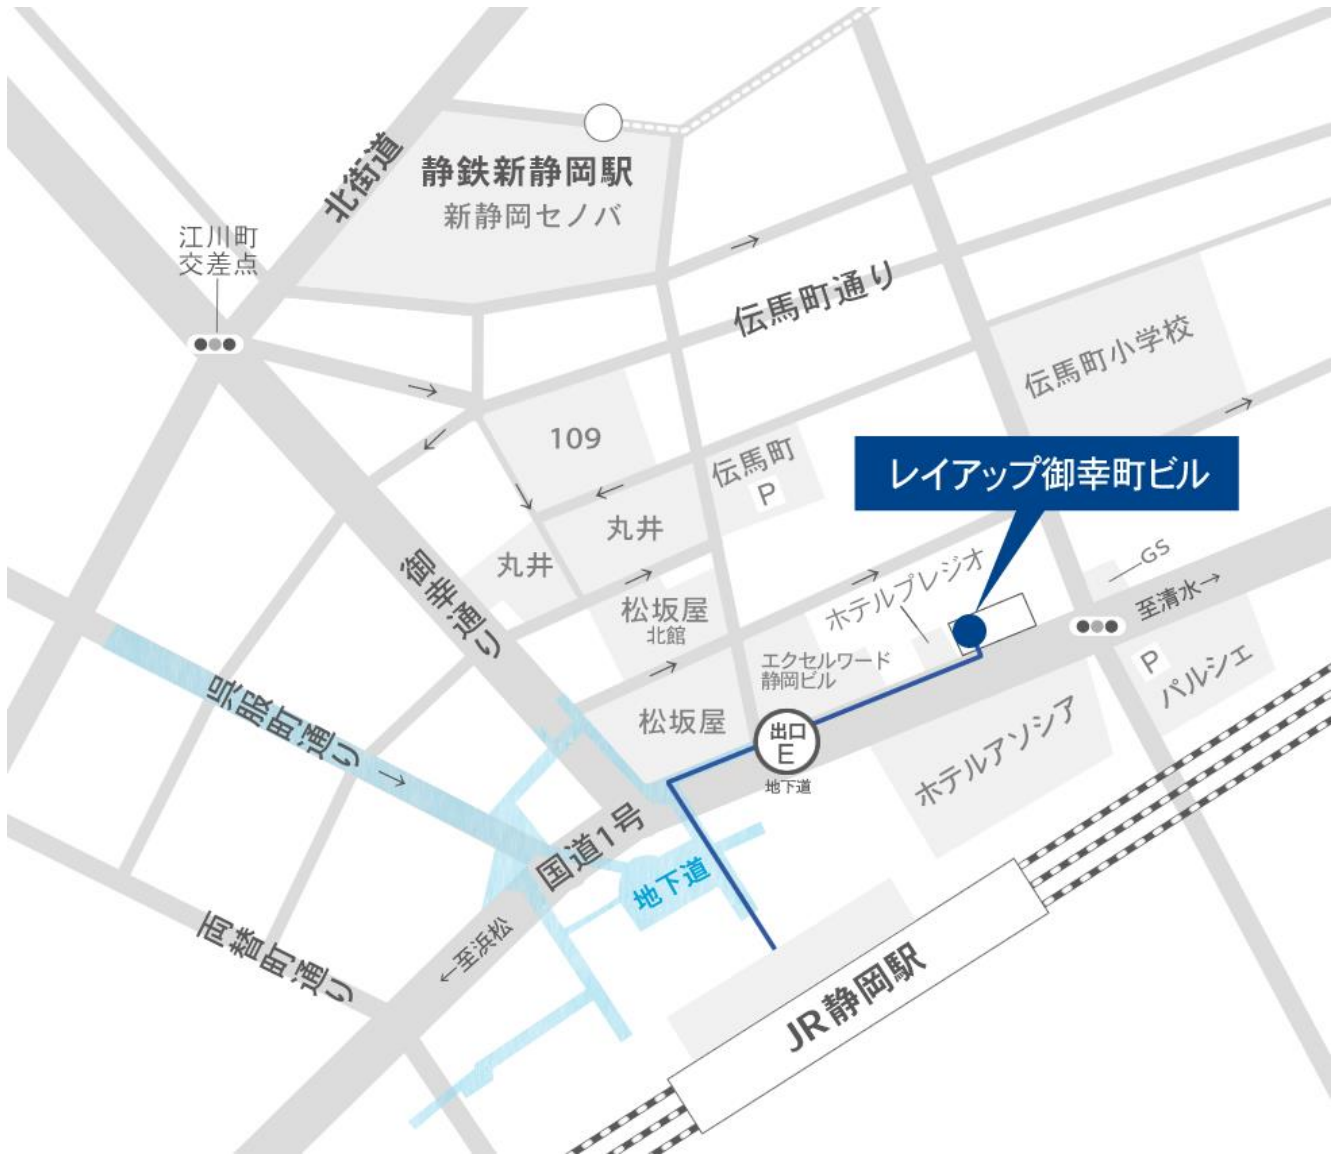 北街道
静鉄新静岡駅
新静岡セノバ
江川町
交差点
伝馬町通り
伝馬町小学校
109
伝馬町
P
レイアップ御幸町ビル
丸井
丸井
御幸通り
松坂屋
北館
ホテルプレジオ
GS
至清水→
エクセルワード
静岡ビル
P
パルシェ
呉服町通り
松坂屋
出口
E
地下道
ホテルアソシア
国道1号
地下道
両替町通り
←至浜松
JR静岡駅